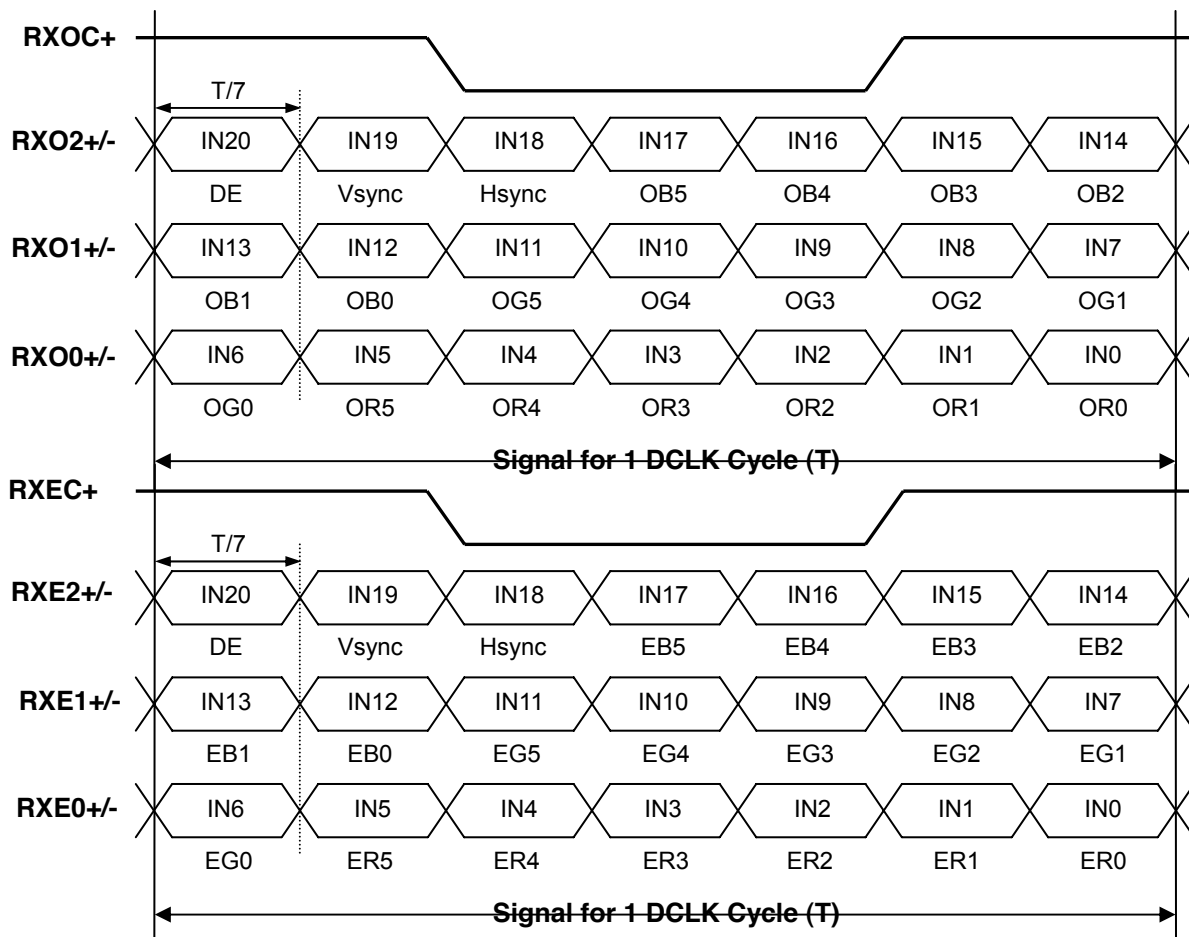 RXOC+
T/7
RXO2+/- IN20 IN19 IN18 IN17 IN16 IN15 IN14
DE Vsync Hsync OB5 OB4 OB3 OB2
RXO1+/- IN13 IN12 IN11 IN10 IN9 IN8 IN7
OB1 OB0 OG5 OG4 OG3 OG2 OG1
RXO0+/- IN6 IN5 IN4 IN3 IN2 IN1 IN0
OG0 OR5 OR4 OR3 OR2 OR1 OR0
Signal for 1 DCLK Cycle (T)
RXEC+
T/7
RXE2+/- IN20 IN19 IN18 IN17 IN16 IN15 IN14
DE Vsync Hsync EB5 EB4 EB3 EB2
RXE1+/- IN13 IN12 IN11 IN10 IN9 IN8 IN7
EB1 EB0 EG5 EG4 EG3 EG2 EG1
RXE0+/- IN6 IN5 IN4 IN3 IN2 IN1 IN0
EG0 ER5 ER4 ER3 ER2 ER1 ER0
Signal for 1 DCLK Cycle (T)